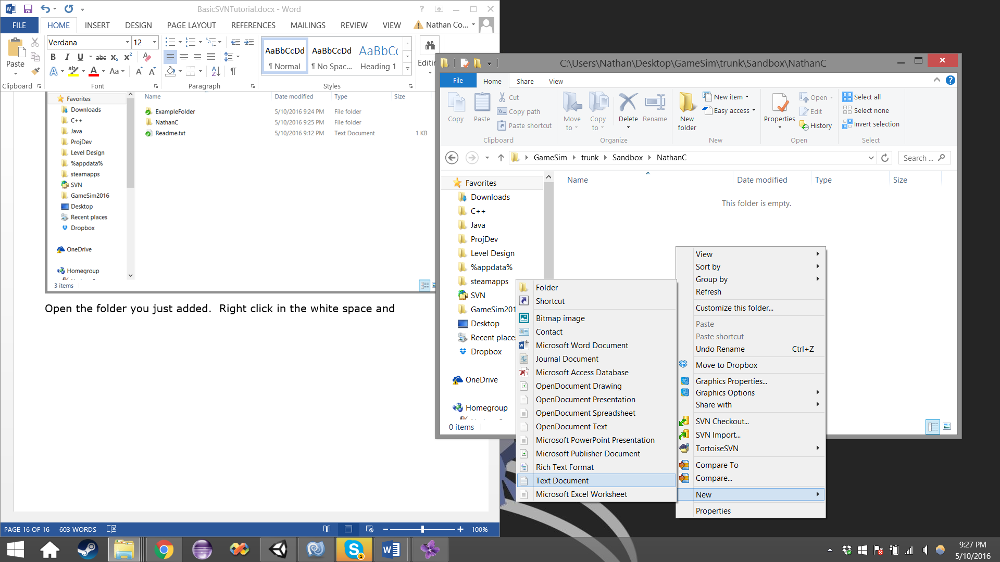 BasicSVNTutorial.docx - Word
FILE HOME INSERT DESIGN PAGE LAYOUT REFERENCES MAILINGS REVIEW VIEW Nathan Co...
Verdana 12
Paste
B I U abc x₂ x²
A ab A Aa A A
AaBbCcDd AaBbCcDd AaBbCc
¶ Normal ¶ No Spac... Heading 1
Editin
Clipboard Font Paragraph Styles
Favorites
Downloads
C++
Java
ProjDev
Level Design
%appdata%
steamapps
SVN
GameSim2016
Desktop
Recent places
Dropbox
OneDrive
Homegroup
3 items
Name Date modified Type Size
ExampleFolder 5/10/2016 9:24 PM File folder
NathanC 5/10/2016 9:25 PM File folder
Readme.txt 5/10/2016 9:12 PM Text Document 1 KB
Open the folder you just added. Right click in the white space and
PAGE 16 OF 16 603 WORDS 100%
C:\Users\Nathan\Desktop\GameSim\trunk\Sandbox\NathanC
File Home Share View
Copy
Paste
Cut
Copy path
Paste shortcut
Clipboard
Move to
Copy to
Delete
Rename
Organize
New folder
New item
Easy access
New
Properties
Open
Edit
History
Open
Select all
Select none
Invert selection
Select
GameSim trunk Sandbox NathanC
Search ...
Name Date modified Type Size
This folder is empty.
Favorites
Downloads
C++
Java
ProjDev
Level Design
%appdata%
steamapps
SVN
GameSim201
Desktop
Recent place
Dropbox
OneDrive
Homegroup
0 items
Folder
Shortcut
Bitmap image
Contact
Microsoft Word Document
Journal Document
Microsoft Access Database
OpenDocument Drawing
OpenDocument Presentation
OpenDocument Spreadsheet
OpenDocument Text
Microsoft PowerPoint Presentation
Microsoft Publisher Document
Rich Text Format
Text Document
Microsoft Excel Worksheet
View
Sort by
Group by
Refresh
Customize this folder...
Paste
Paste shortcut
Undo Rename Ctrl+Z
Move to Dropbox
Graphics Properties...
Graphics Options
Share with
SVN Checkout...
SVN Import...
TortoiseSVN
Compare To
Compare...
New
Properties
9:27 PM
5/10/2016